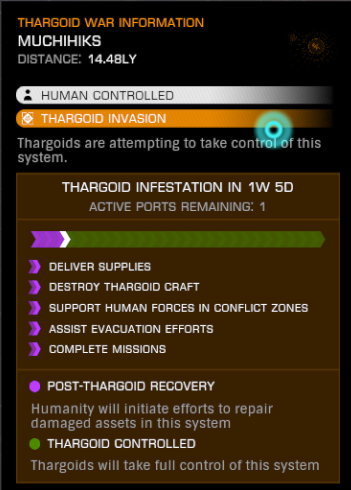 THARGOID WAR INFORMATION
MUCHIHIKS
DISTANCE: 14.48LY
HUMAN CONTROLLED
THARGOID INVASION
Thargoids are attempting to take control of this
system.
THARGOID INFESTATION IN 1W 5D
ACTIVE PORTS REMAINING: 1
DELIVER SUPPLIES
DESTROY THARGOID CRAFT
SUPPORT HUMAN FORCES IN CONFLICT ZONES
ASSIST EVACUATION EFFORTS
COMPLETE MISSIONS
POST-THARGOID RECOVERY
Humanity will initiate efforts to repair
damaged assets in this system
THARGOID CONTROLLED
Thargoids will take full control of this system